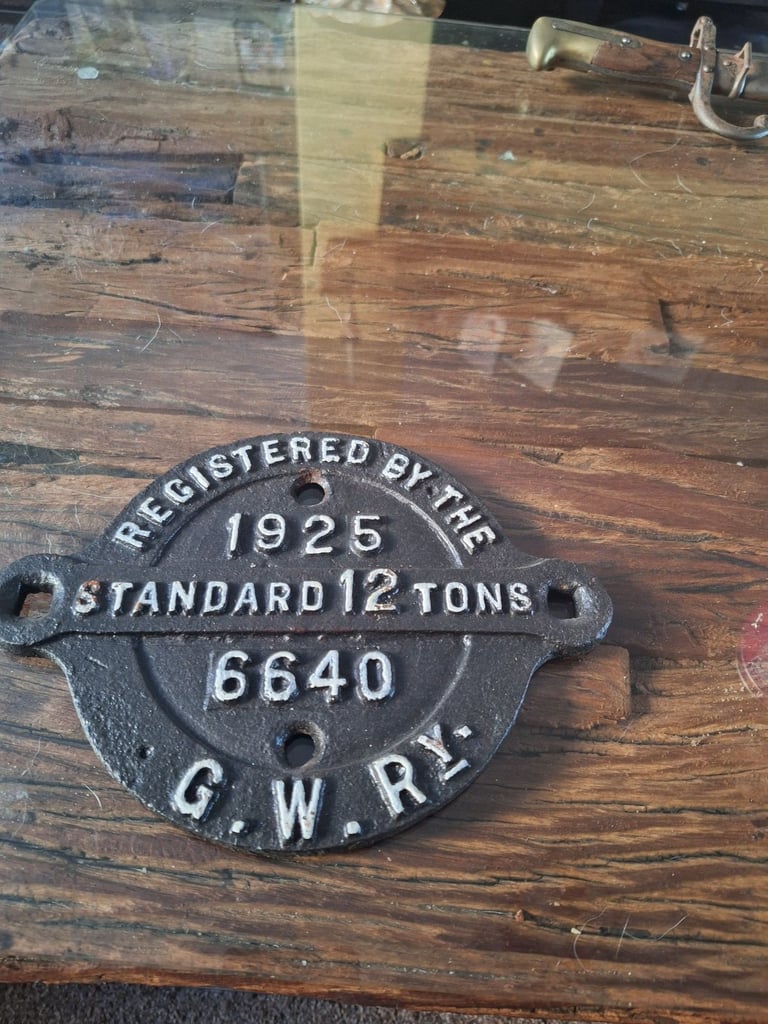 REGISTERED BY THE
1925
STANDARD 12 TONS
6640
G. W. RY.